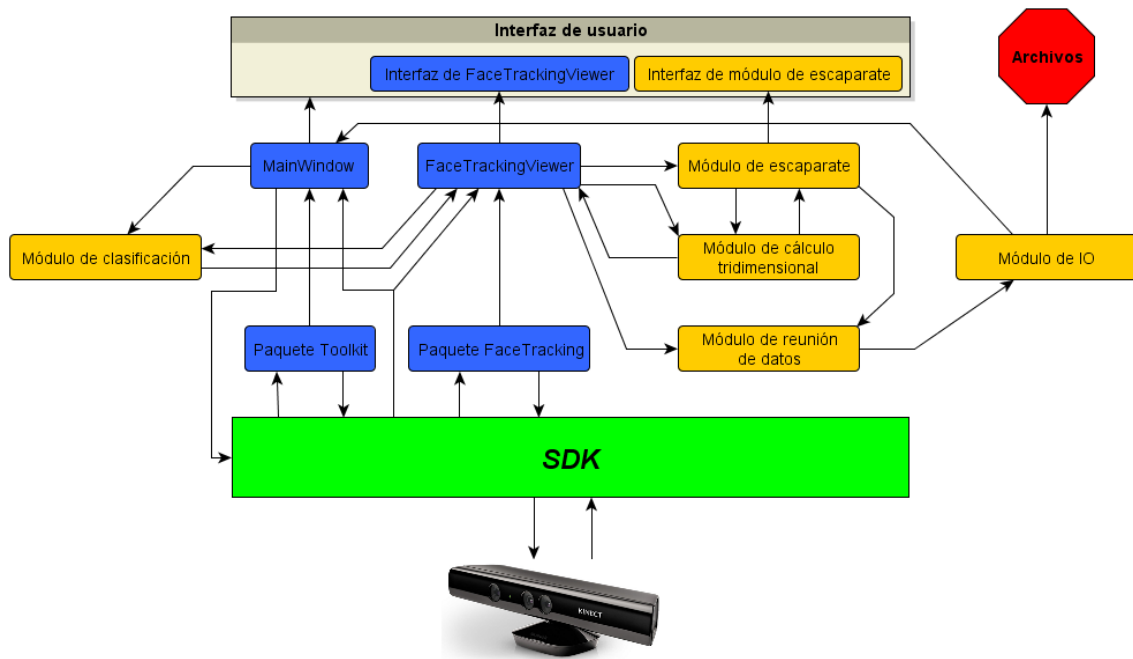 Interfaz de usuario
Interfaz de FaceTrackingViewer
Interfaz de módulo de escaparate
Archivos
MainWindow
FaceTrackingViewer
Módulo de escaparate
Módulo de clasificación
Módulo de cálculo
tridimensional
Módulo de IO
Paquete Toolkit
Paquete FaceTracking
Módulo de reunión
de datos
SDK
KINECT